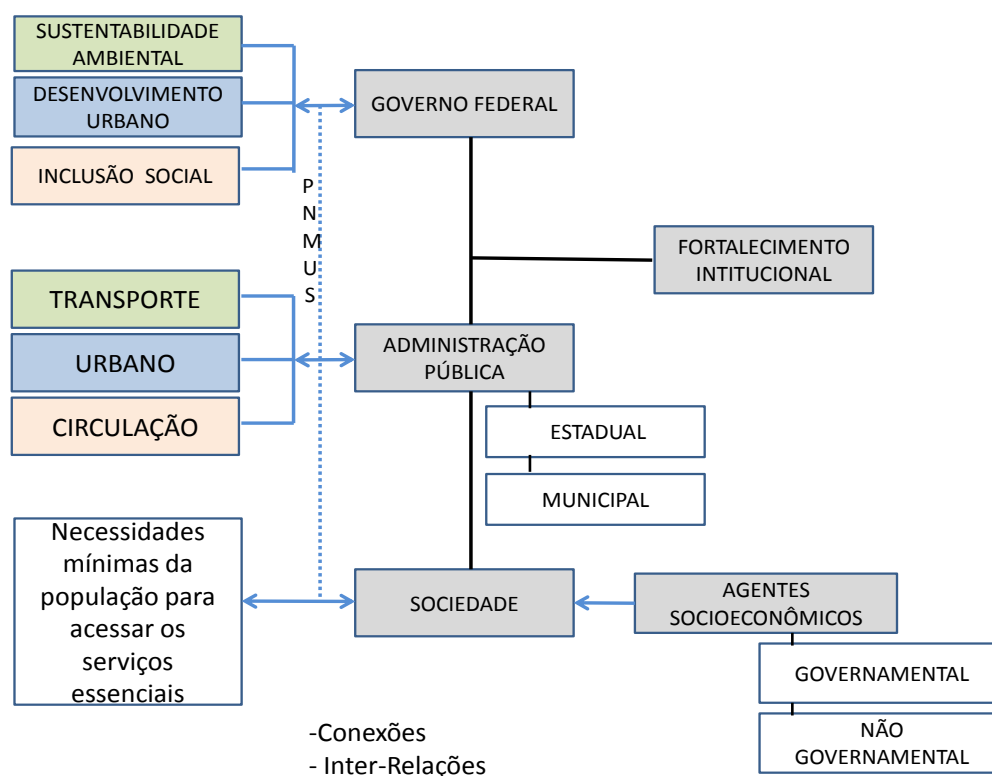 SUSTENTABILIDADE
AMBIENTAL
DESENVOLVIMENTO
URBANO
INCLUSÃO SOCIAL
GOVERNO FEDERAL
P
N
M
U
S
FORTALECIMENTO
INTITUCIONAL
TRANSPORTE
URBANO
CIRCULAÇÃO
ADMINISTRAÇÃO
PÚBLICA
ESTADUAL
MUNICIPAL
Necessidades
mínimas da
população para
acessar os
serviços
essenciais
SOCIEDADE
AGENTES
SOCIOECONÔMICOS
GOVERNAMENTAL
NÃO
GOVERNAMENTAL
-Conexões
- Inter-Relações